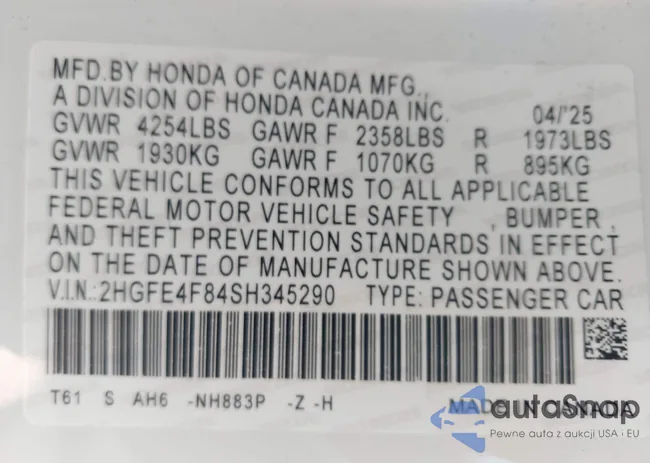 MFD.BY HONDA OF CANADA MFG.,
A DIVISION OF HONDA CANADA INC. 04/'25
GVWR 4254LBS GAWR F 2358LBS R 1973LBS
GVWR 1930KG GAWR F 1070KG R 895KG
THIS VEHICLE CONFORMS TO ALL APPLICABLE
FEDERAL MOTOR VEHICLE SAFETY , BUMPER ,
AND THEFT PREVENTION STANDARDS IN EFFECT
ON THE DATE OF MANUFACTURE SHOWN ABOVE.
V.I.N.:2HGFE4F84SH345290 TYPE: PASSENGER CAR
T61 S AH6 -NH883P -Z -H MADE IN CANADA
autoSnap
Pewne auta z aukcji USA i EU